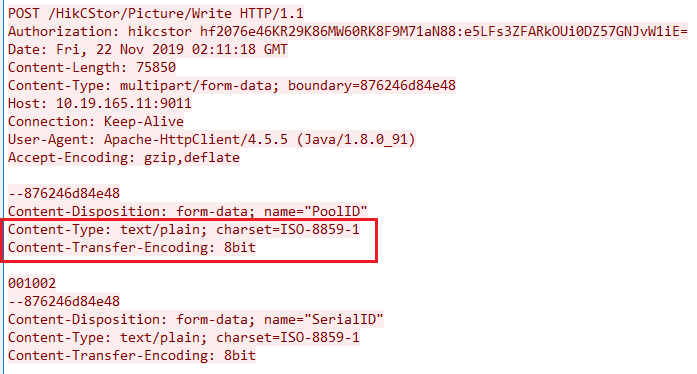 POST /HikCStor/Picture/Write HTTP/1.1
Authorization: hikcstor hf2076e46KR29K86MW60RK8F9M71aN88:e5LFs3ZFARkOUi0DZ57GNJvW1iE=
Date: Fri, 22 Nov 2019 02:11:18 GMT
Content-Length: 75850
Content-Type: multipart/form-data; boundary=876246d84e48
Host: 10.19.165.11:9011
Connection: Keep-Alive
User-Agent: Apache-HttpClient/4.5.5 (Java/1.8.0_91)
Accept-Encoding: gzip,deflate
--876246d84e48
Content-Disposition: form-data; name="PoolID"
Content-Type: text/plain; charset=ISO-8859-1
Content-Transfer-Encoding: 8bit
001002
--876246d84e48
Content-Disposition: form-data; name="SerialID"
Content-Type: text/plain; charset=ISO-8859-1
Content-Transfer-Encoding: 8bit